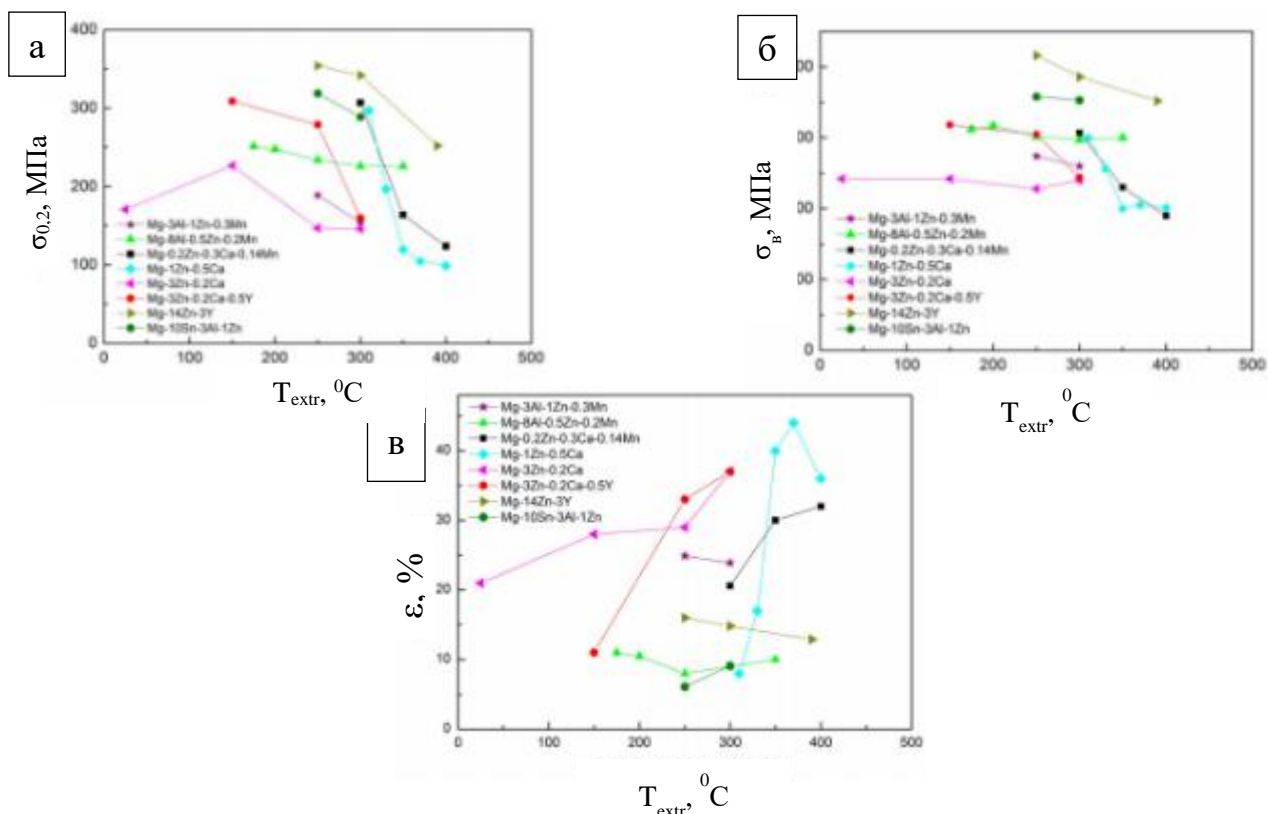 а
400
300
200
100
0
σ0,2, МПа
Mg-3Al-1Zn-0.3Mn
Mg-8Al-0.5Zn-0.2Mn
Mg-0.2Zn-0.3Ca-0.14Mn
Mg-1Zn-0.5Ca
Mg-3Zn-0.2Ca
Mg-3Zn-0.2Ca-0.5Y
Mg-14Zn-3Y
Mg-10Sn-3Al-1Zn
0 100 200 300 400 500
Textr, 0C
б
00
00
00
00
0
σв, МПа
Mg-3Al-1Zn-0.3Mn
Mg-8Al-0.5Zn-0.2Mn
Mg-0.2Zn-0.3Ca-0.14Mn
Mg-1Zn-0.5Ca
Mg-3Zn-0.2Ca
Mg-3Zn-0.2Ca-0.5Y
Mg-14Zn-3Y
Mg-10Sn-3Al-1Zn
0 100 200 300 400 500
Textr, 0C
в
40
30
20
10
0
ε, %
Mg-3Al-1Zn-0.3Mn
Mg-8Al-0.5Zn-0.2Mn
Mg-0.2Zn-0.3Ca-0.14Mn
Mg-1Zn-0.5Ca
Mg-3Zn-0.2Ca
Mg-3Zn-0.2Ca-0.5Y
Mg-14Zn-3Y
Mg-10Sn-3Al-1Zn
0 100 200 300 400 500
Textr, 0C